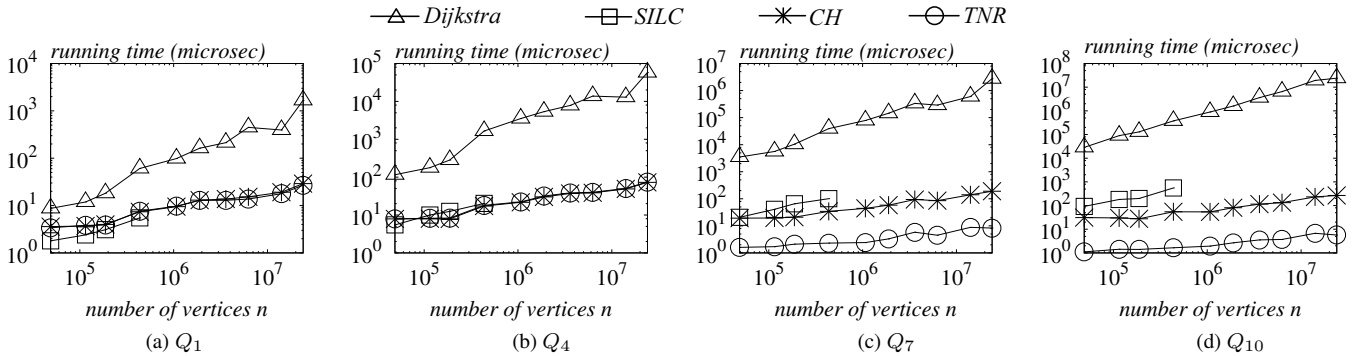 Dijkstra SILC CH TNR
running time (microsec)
10^4
10^3
10^2
10^1
10^0
10^5 10^6 10^7
number of vertices n
(a) Q_1
running time (microsec)
10^5
10^4
10^3
10^2
10^1
10^0
10^5 10^6 10^7
number of vertices n
(b) Q_4
running time (microsec)
10^7
10^6
10^5
10^4
10^3
10^2
10^1
10^0
10^5 10^6 10^7
number of vertices n
(c) Q_7
running time (microsec)
10^8
10^7
10^6
10^5
10^4
10^3
10^2
10^1
10^0
10^5 10^6 10^7
number of vertices n
(d) Q_10